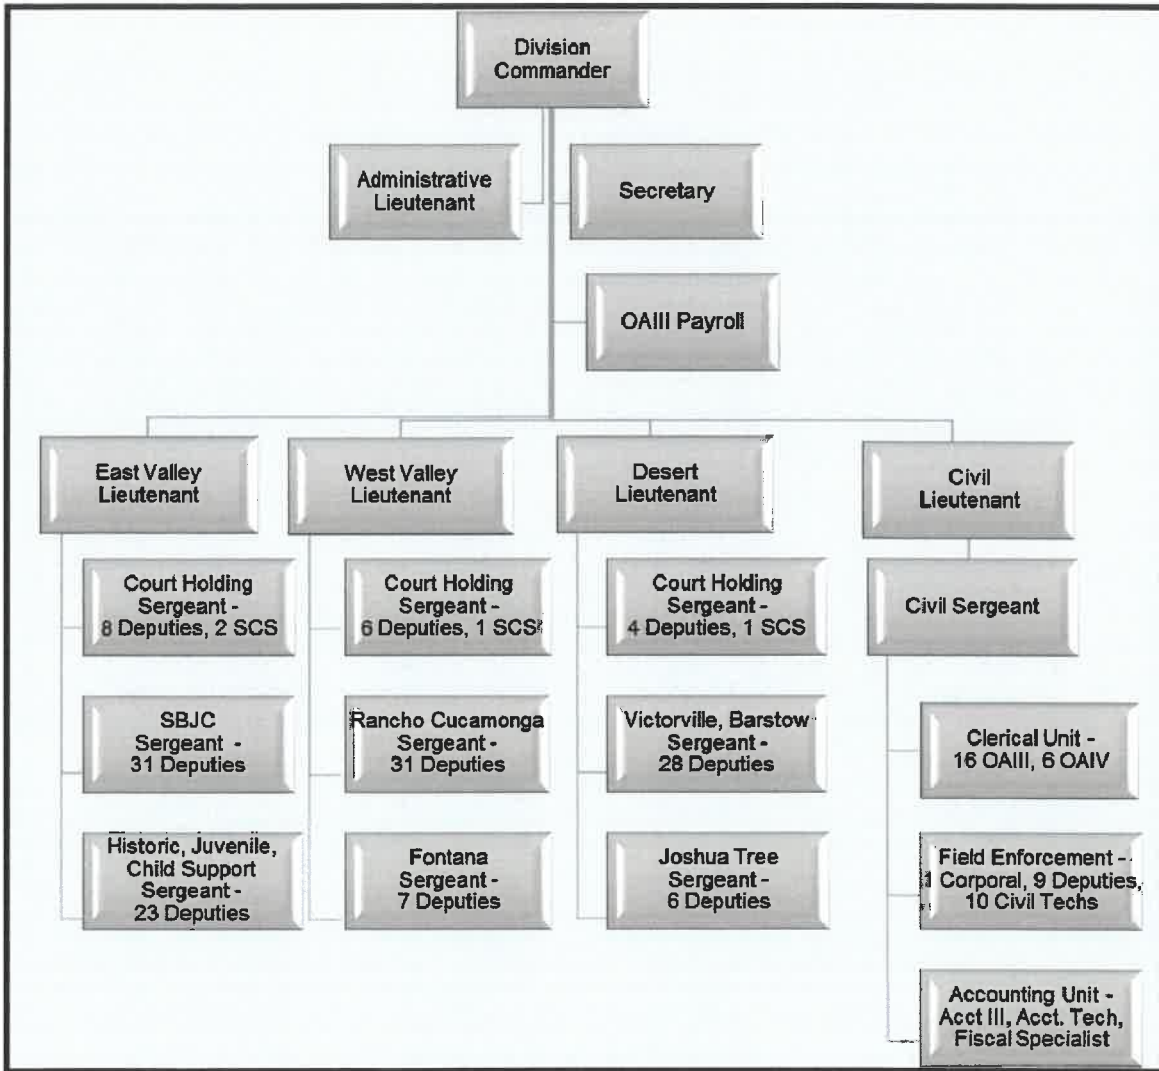 Division
Commander
Administrative
Lieutenant
Secretary
OAIII Payroll
East Valley
Lieutenant
West Valley
Lieutenant
Desert
Lieutenant
Civil
Lieutenant
Court Holding
Sergeant -
8 Deputies, 2 SCS
Court Holding
Sergeant -
6 Deputies, 1 SCS
Court Holding
Sergeant -
4 Deputies, 1 SCS
Civil Sergeant
SBJC
Sergeant -
31 Deputies
Rancho Cucamonga
Sergeant -
31 Deputies
Victorville, Barstow
Sergeant -
28 Deputies
Clerical Unit -
16 OAIII, 6 OAIV
Historic, Juvenile,
Child Support
Sergeant -
23 Deputies
Fontana
Sergeant -
7 Deputies
Joshua Tree
Sergeant -
6 Deputies
Field Enforcement -
1 Corporal, 9 Deputies,
10 Civil Techs
Accounting Unit -
Acct III, Acct. Tech,
Fiscal Specialist